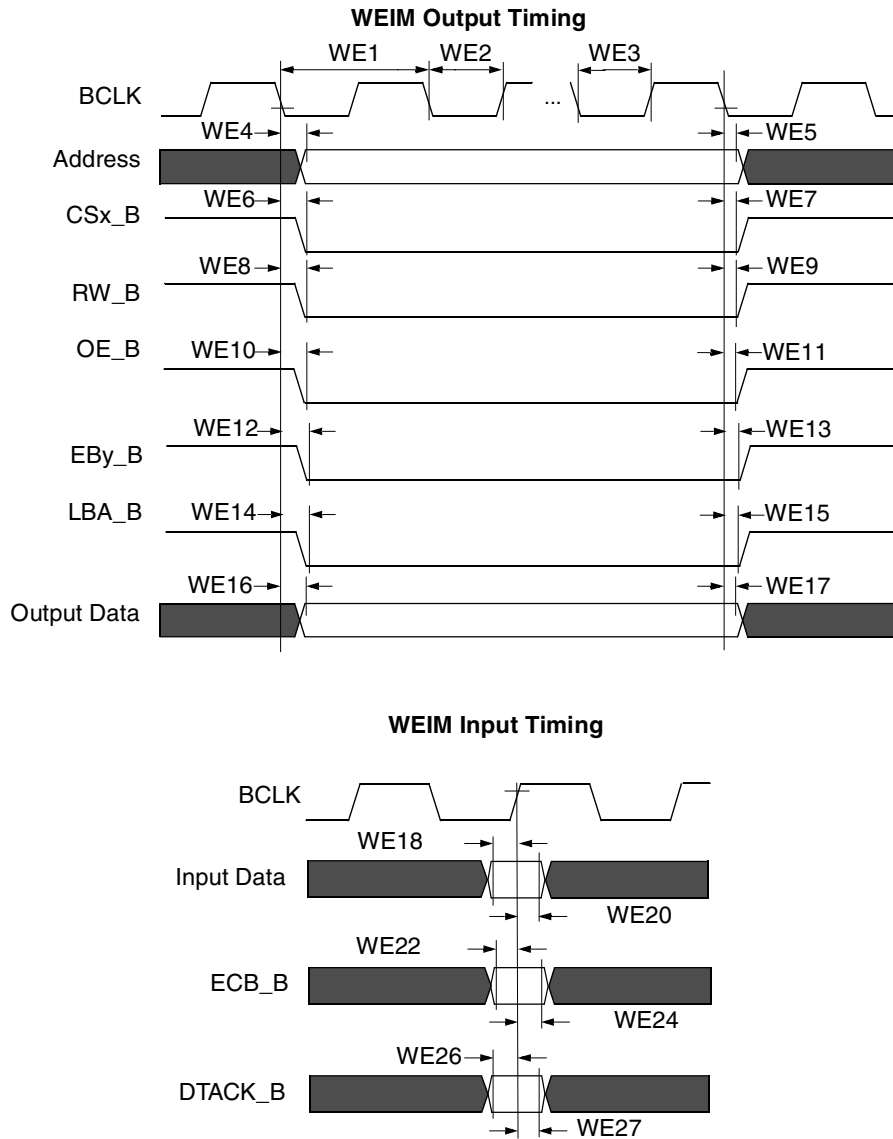 WEIM Output Timing
WE1 WE2 WE3
BCLK ...
WE4 WE5
Address
WE6 WE7
CSx_B
WE8 WE9
RW_B
OE_B WE10 WE11
WE12 WE13
EBy_B
LBA_B WE14 WE15
WE16 WE17
Output Data
WEIM Input Timing
BCLK
WE18
Input Data
WE20
WE22
ECB_B
WE24
WE26
DTACK_B
WE27